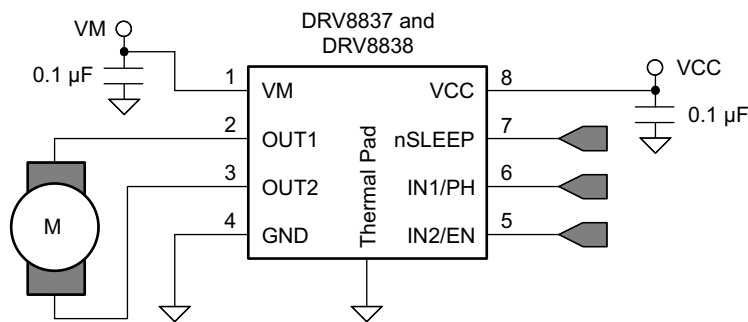 DRV8837 and
DRV8838
VM
0.1 µF
1
VM
VCC
8
VCC
0.1 µF
2
OUT1
nSLEEP
7
3
OUT2
IN1/PH
6
4
GND
IN2/EN
5
Thermal Pad
M